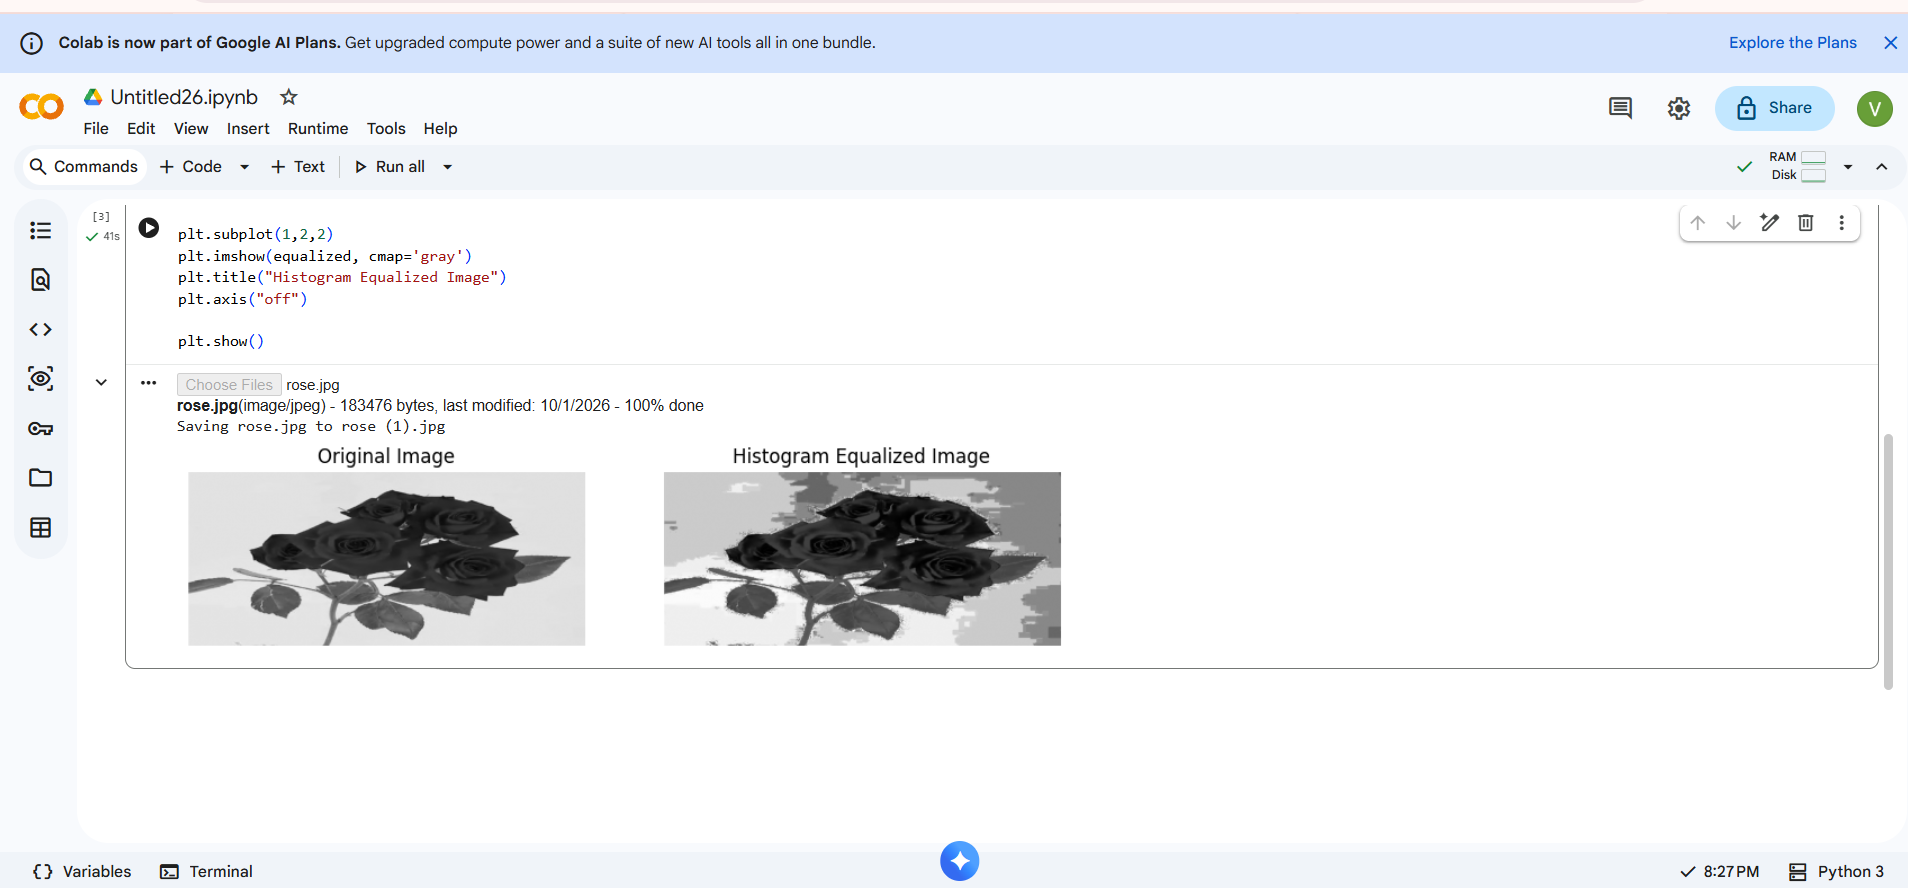 Colab is now part of Google AI Plans. Get upgraded compute power and a suite of new AI tools all in one bundle.
Explore the Plans
CO
Untitled26.ipynb
File Edit View Insert Runtime Tools Help
Share
V
Commands + Code + Text Run all
RAM
Disk
[3]
41s
plt.subplot(1,2,2)
plt.imshow(equalized, cmap='gray')
plt.title("Histogram Equalized Image")
plt.axis("off")
plt.show()
Choose Files rose.jpg
rose.jpg(image/jpeg) - 183476 bytes, last modified: 10/1/2026 - 100% done
Saving rose.jpg to rose (1).jpg
Original Image
Histogram Equalized Image
Variables
Terminal
8:27 PM
Python 3